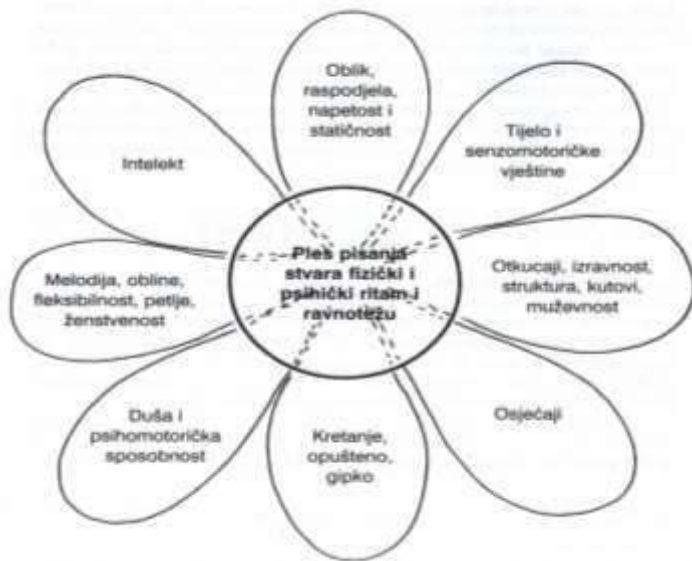 Oblik,
raspodjela,
napetost i
statičnost
Tijelo i
senzomotoričke
vještine
Intelekt
Ples pisanja
stvara fizički i
psihički ritam i
ravnotežu
Otkucaji, izravnost,
struktura, kutovi,
muževnost
Melodija, obline,
fleksibilnost, petlje,
ženstvenost
Osjećaji
Duša i
psihomotorička
sposobnost
Kretanje,
opušteno,
gipko